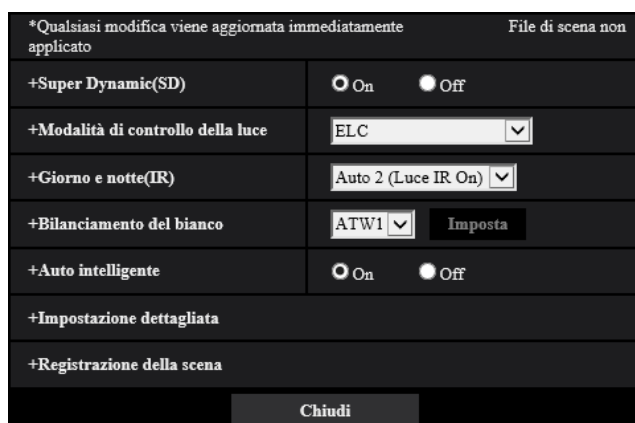 *Qualsiasi modifica viene aggiornata immediatamente File di scena non
applicato
+Super Dynamic(SD) On Off
+Modalità di controllo della luce ELC
+Giorno e notte(IR) Auto 2 (Luce IR On)
+Bilanciamento del bianco ATW1 Imposta
+Auto intelligente On Off
+Impostazione dettagliata
+Registrazione della scena
Chiudi